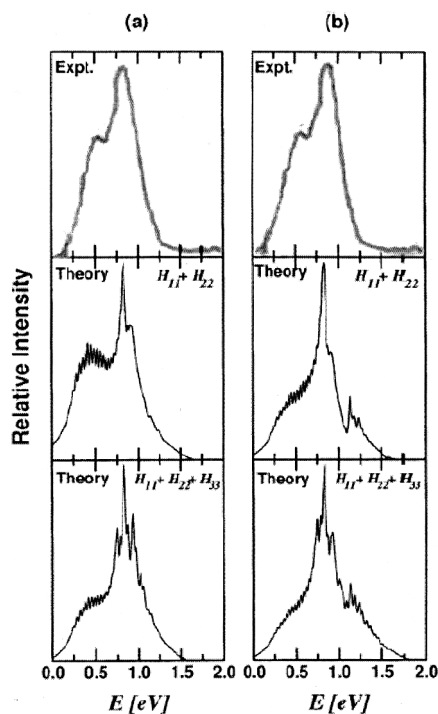 (a) (b)
Expt. Expt.
Theory H11 + H22 Theory H11 + H22
Theory H11 + H22 + H33 Theory H11 + H22 + H33
Relative Intensity
0.0 0.5 1.0 1.5 2.0 0.0 0.5 1.0 1.5 2.0
E [eV] E [eV]